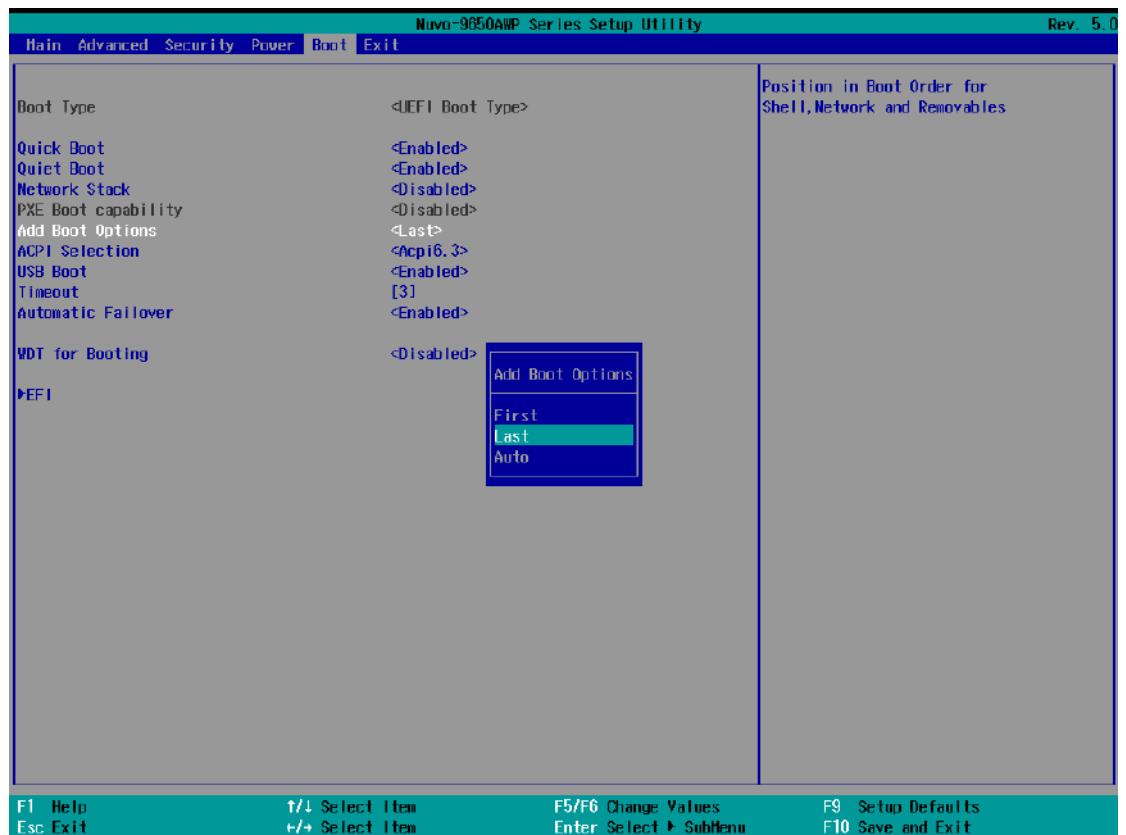 Nuvo-9650AWP Series Setup Utility Rev. 5.0
Main Advanced Security Power Boot Exit
Position in Boot Order for
Shell,Network and Removables
Boot Type <UEFI Boot Type>
Quick Boot <Enabled>
Quiet Boot <Enabled>
Network Stack <Disabled>
PXE Boot capability <Disabled>
Add Boot Options <Last>
ACPI Selection <Acpi6.3>
USB Boot <Enabled>
Timeout [3]
Automatic Failover <Enabled>
WDT for Booting <Disabled>
▶EFI
Add Boot Options
First
Last
Auto
F1 Help ↑/↓ Select Item F5/F6 Change Values F9 Setup Defaults
Esc Exit ←/→ Select Item Enter Select ▶ SubMenu F10 Save and Exit